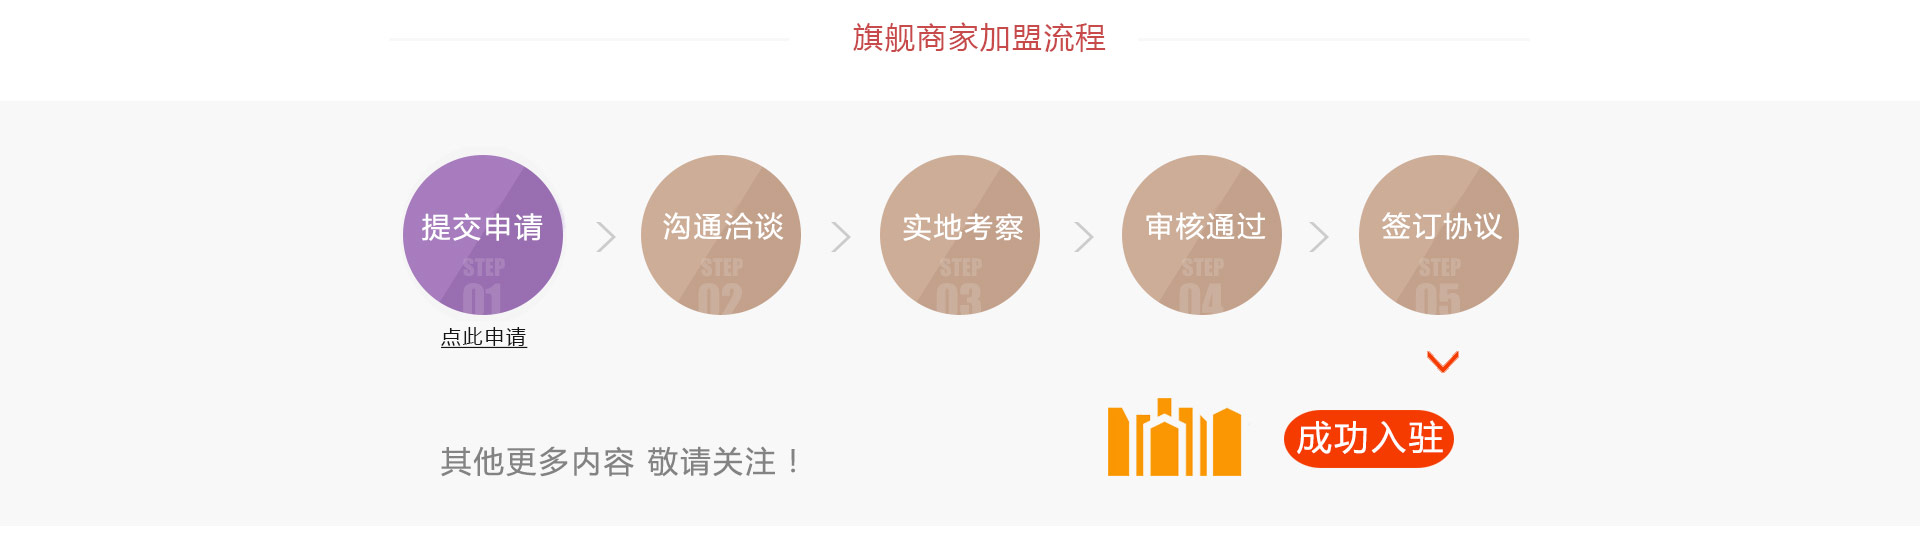 旗舰商家加盟流程
提交申请
STEP
01
点此申请
沟通洽谈
STEP
02
实地考察
STEP
03
审核通过
STEP
04
签订协议
STEP
05
成功入驻
其他更多内容 敬请关注！